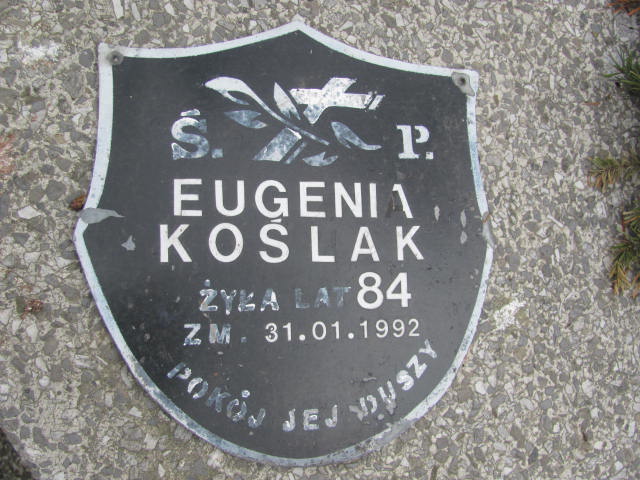 Ś. P.
EUGENIA
KOŚLAK
ŻYŁA LAT 84
ZM. 31.01.1992
POKÓJ JEJ DUSZY